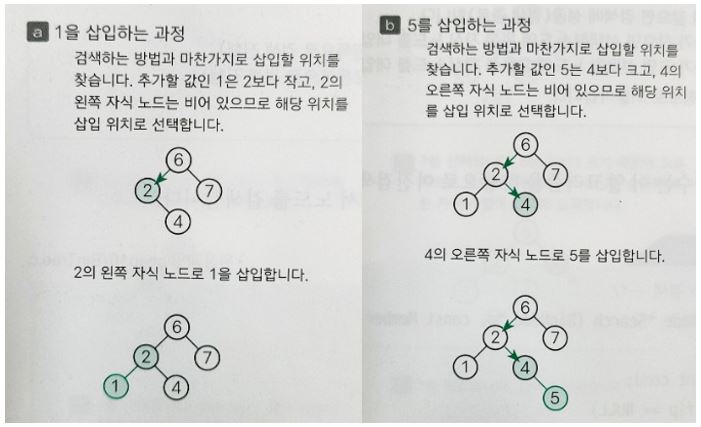 a 1을 삽입하는 과정
검색하는 방법과 마찬가지로 삽입할 위치를
찾습니다. 추가할 값인 1은 2보다 작고, 2의
왼쪽 자식 노드는 비어 있으므로 해당 위치를
삽입 위치로 선택합니다.
6
2
7
4
2의 왼쪽 자식 노드로 1을 삽입합니다.
6
2
7
1
4
b 5를 삽입하는 과정
검색하는 방법과 마찬가지로 삽입할 위치를
찾습니다. 추가할 값인 5는 4보다 크고, 4의
오른쪽 자식 노드는 비어 있으므로 해당 위치
를 삽입 위치로 선택합니다.
6
2
7
1
4
4의 오른쪽 자식 노드로 5를 삽입합니다.
6
2
7
1
4
5